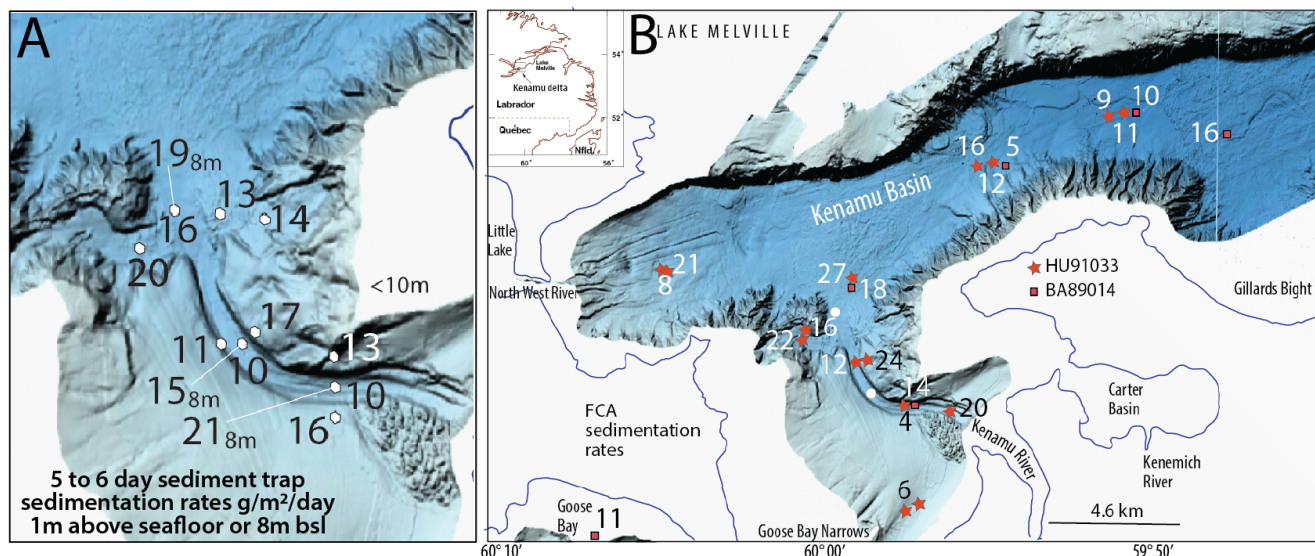 A
19 8m
13
16
14
20
<10m
17
11
13
10
15 8m
10
21 8m
16
5 to 6 day sediment trap
sedimentation rates g/m²/day
1m above seafloor or 8m bsl
B
LAKE MELVILLE
54°
Lake
Melville
Kenamu delta
Labrador
52°
Québec
Nfld.
60°
56°
9
10
11
16
16
5
12
Kenamu Basin
Little
Lake
21
8
North West River
27
18
HU91033
BA89014
Gillards Bight
16
22
12
24
14
4
20
Kenamu River
Carter
Basin
FCA
sedimentation
rates
Kenemich
River
6
Goose
Bay
11
Goose Bay Narrows
4.6 km
60°10'
60°00'
59°50'